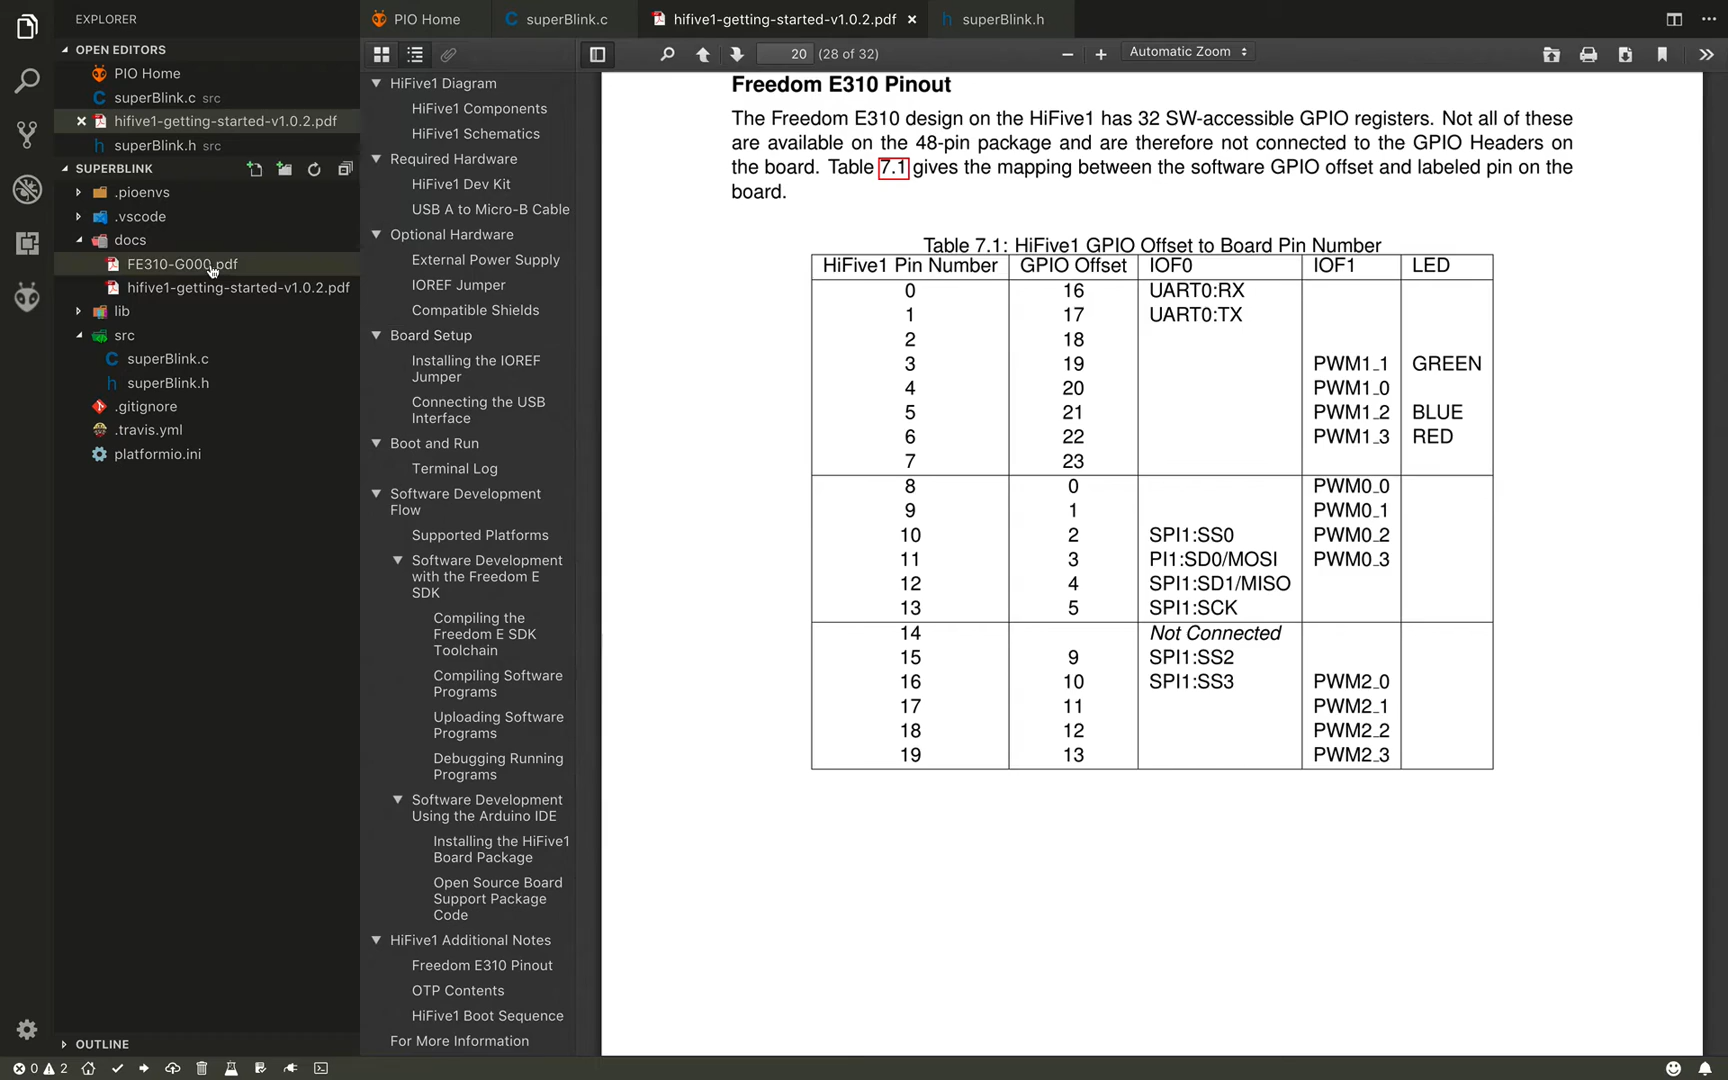 EXPLORER
OPEN EDITORS
PIO Home
superBlink.c src
hifive1-getting-started-v1.0.2.pdf
superBlink.h src
SUPERBLINK
.pioenvs
.vscode
docs
FE310-G000.pdf
hifive1-getting-started-v1.0.2.pdf
lib
src
C superBlink.c
h superBlink.h
.gitignore
.travis.yml
platformio.ini
OUTLINE
0 2
PIO Home
C superBlink.c
hifive1-getting-started-v1.0.2.pdf
h superBlink.h
20 (28 of 32)
Automatic Zoom
HiFive1 Diagram
HiFive1 Components
HiFive1 Schematics
Required Hardware
HiFive1 Dev Kit
USB A to Micro-B Cable
Optional Hardware
External Power Supply
IOREF Jumper
Compatible Shields
Board Setup
Installing the IOREF
Jumper
Connecting the USB
Interface
Boot and Run
Terminal Log
Software Development
Flow
Supported Platforms
Software Development
with the Freedom E
SDK
Compiling the
Freedom E SDK
Toolchain
Compiling Software
Programs
Uploading Software
Programs
Debugging Running
Programs
Software Development
Using the Arduino IDE
Installing the HiFive1
Board Package
Open Source Board
Support Package
Code
HiFive1 Additional Notes
Freedom E310 Pinout
OTP Contents
HiFive1 Boot Sequence
For More Information
Freedom E310 Pinout
The Freedom E310 design on the HiFive1 has 32 SW-accessible GPIO registers. Not all of these
are available on the 48-pin package and are therefore not connected to the GPIO Headers on
the board. Table 7.1 gives the mapping between the software GPIO offset and labeled pin on the
board.
Table 7.1: HiFive1 GPIO Offset to Board Pin Number
HiFive1 Pin Number GPIO Offset IOF0 IOF1 LED
0 16 UART0:RX
1 17 UART0:TX
2 18
3 19 PWM1_1 GREEN
4 20 PWM1_0
5 21 PWM1_2 BLUE
6 22 PWM1_3 RED
7 23
8 0 PWM0_0
9 1 PWM0_1
10 2 SPI1:SS0 PWM0_2
11 3 PI1:SD0/MOSI PWM0_3
12 4 SPI1:SD1/MISO
13 5 SPI1:SCK
14 Not Connected
15 9 SPI1:SS2
16 10 SPI1:SS3 PWM2_0
17 11 PWM2_1
18 12 PWM2_2
19 13 PWM2_3